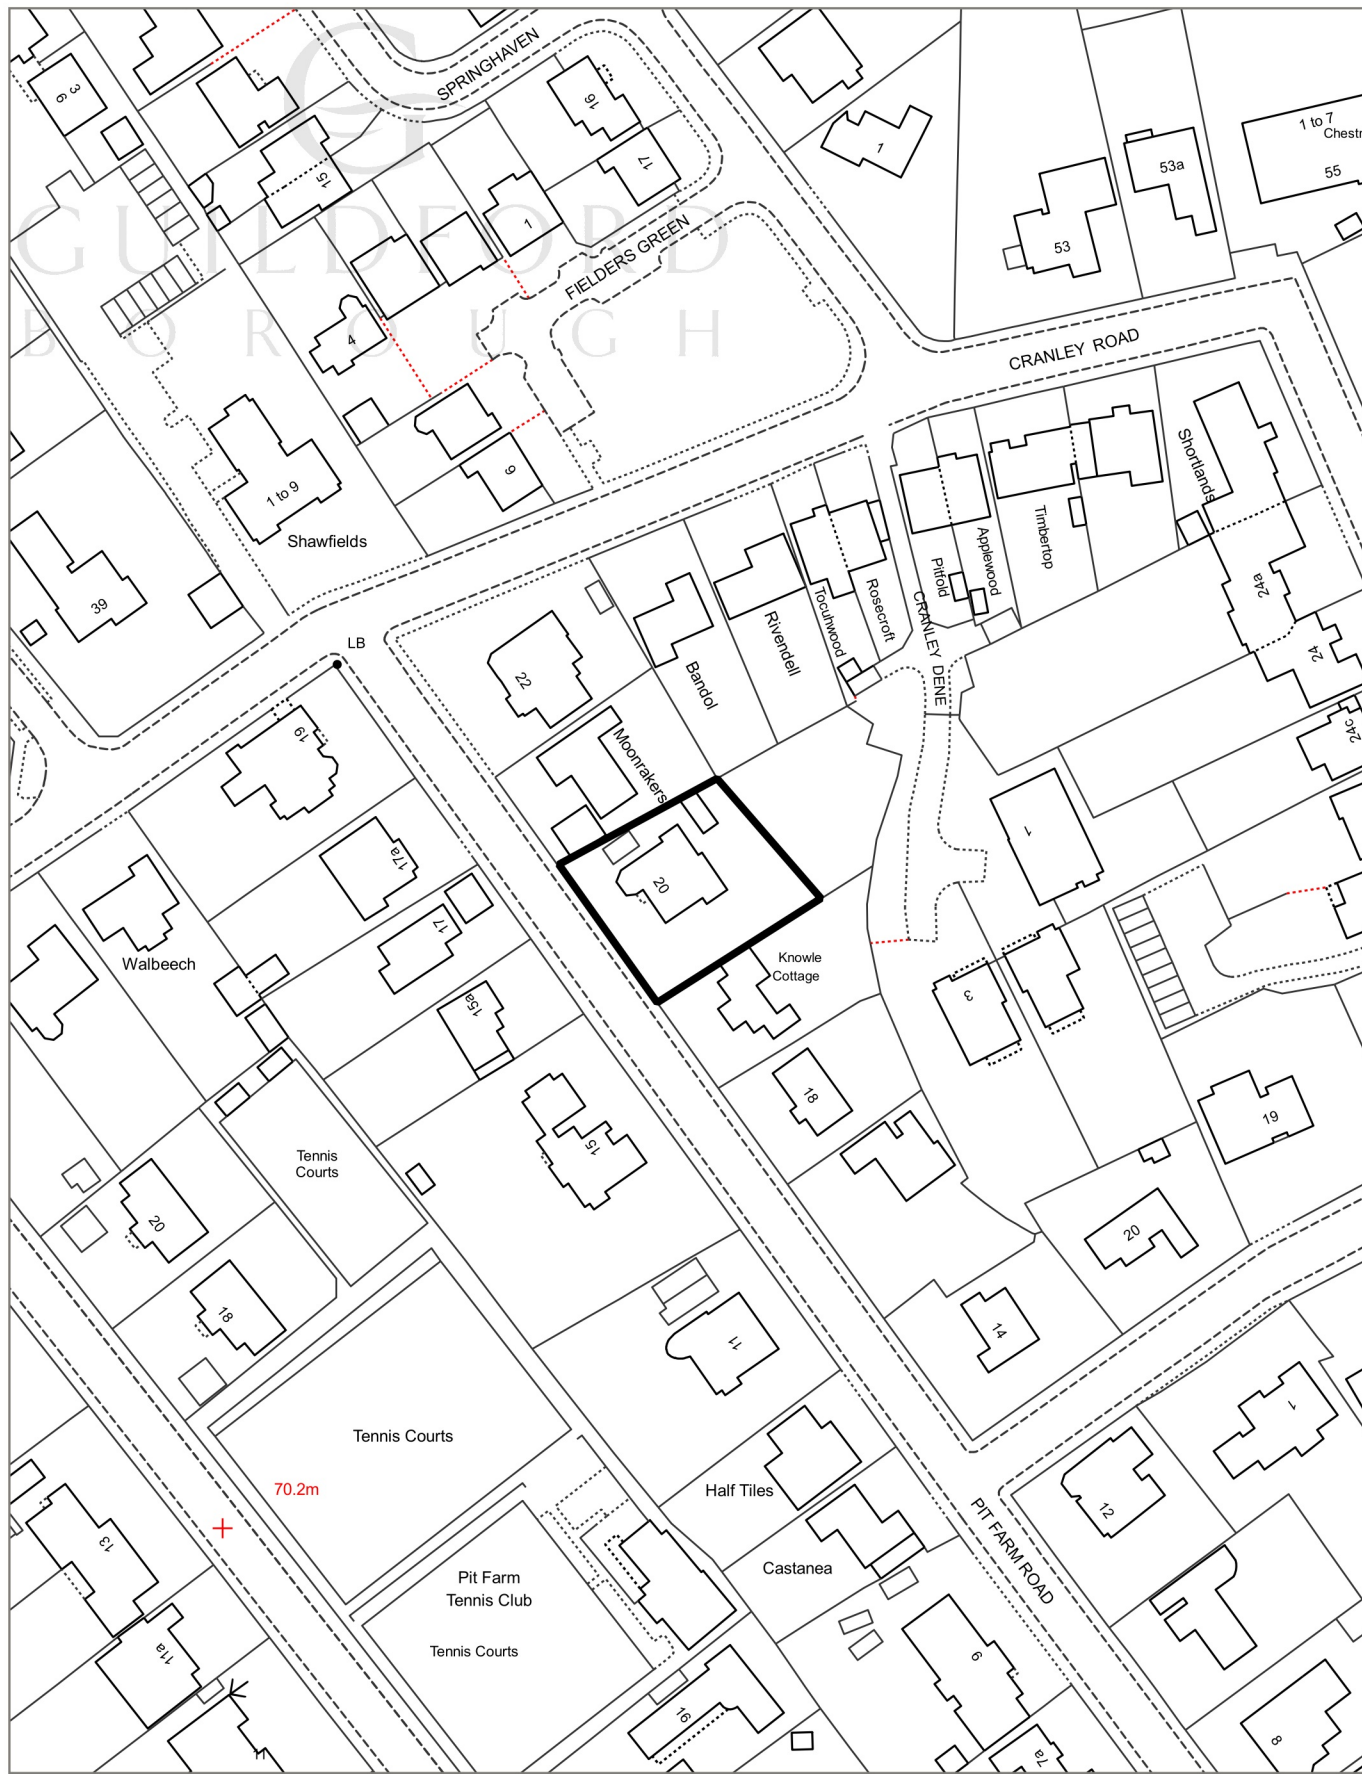 SPRINGHAVEN
3
9
16
1 to 7
Chestr
1
53a
17
55
15
GUILDFORD
1
53
FIELDERS GREEN
BOROUGH
4
CRANLEY ROAD
9
Shortlands
1 to 9
Timbertop
Shawfields
Applewood
Pitfold
24a
39
Rosecroft
Tocuhwood
CRANLEY DENE
LB
Rivendell
24
22
Bandol
19
24c
Moonrakers
1
17a
20
17
Walbeech
Knowle
Cottage
3
15a
18
19
15
Tennis
Courts
20
20
18
14
11
1
Tennis Courts
70.2m
Half Tiles
12
PIT FARM ROAD
13
Castanea
Pit Farm
Tennis Club
Tennis Courts
11a
6
16
7a
8